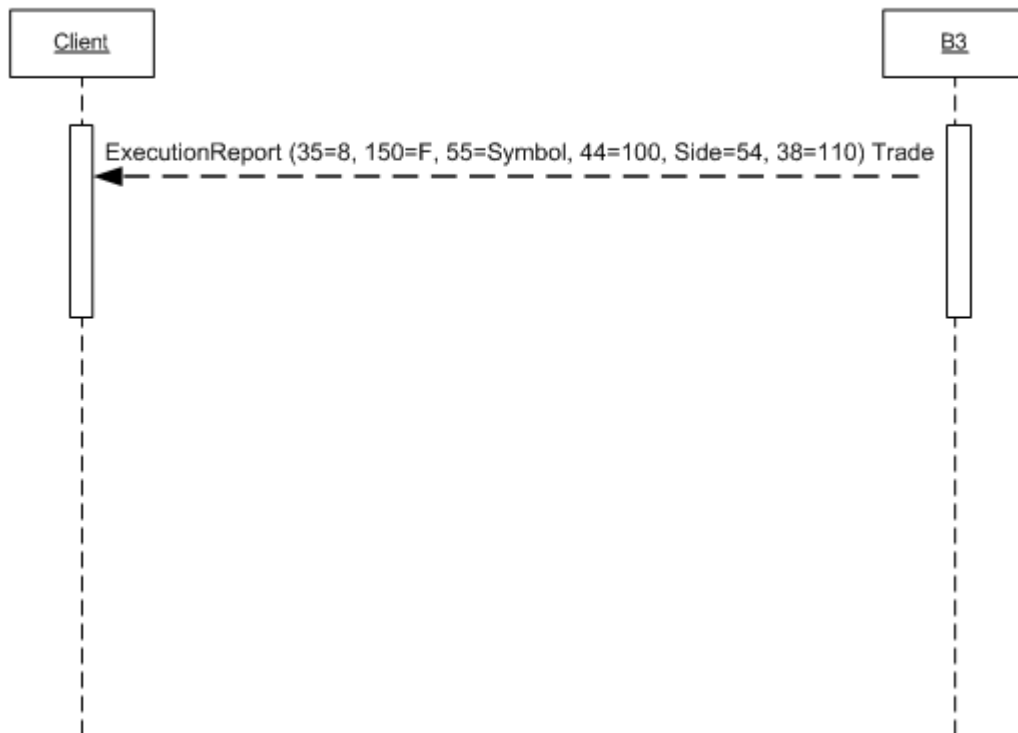 Client
B3
ExecutionReport (35=8, 150=F, 55=Symbol, 44=100, Side=54, 38=110) Trade